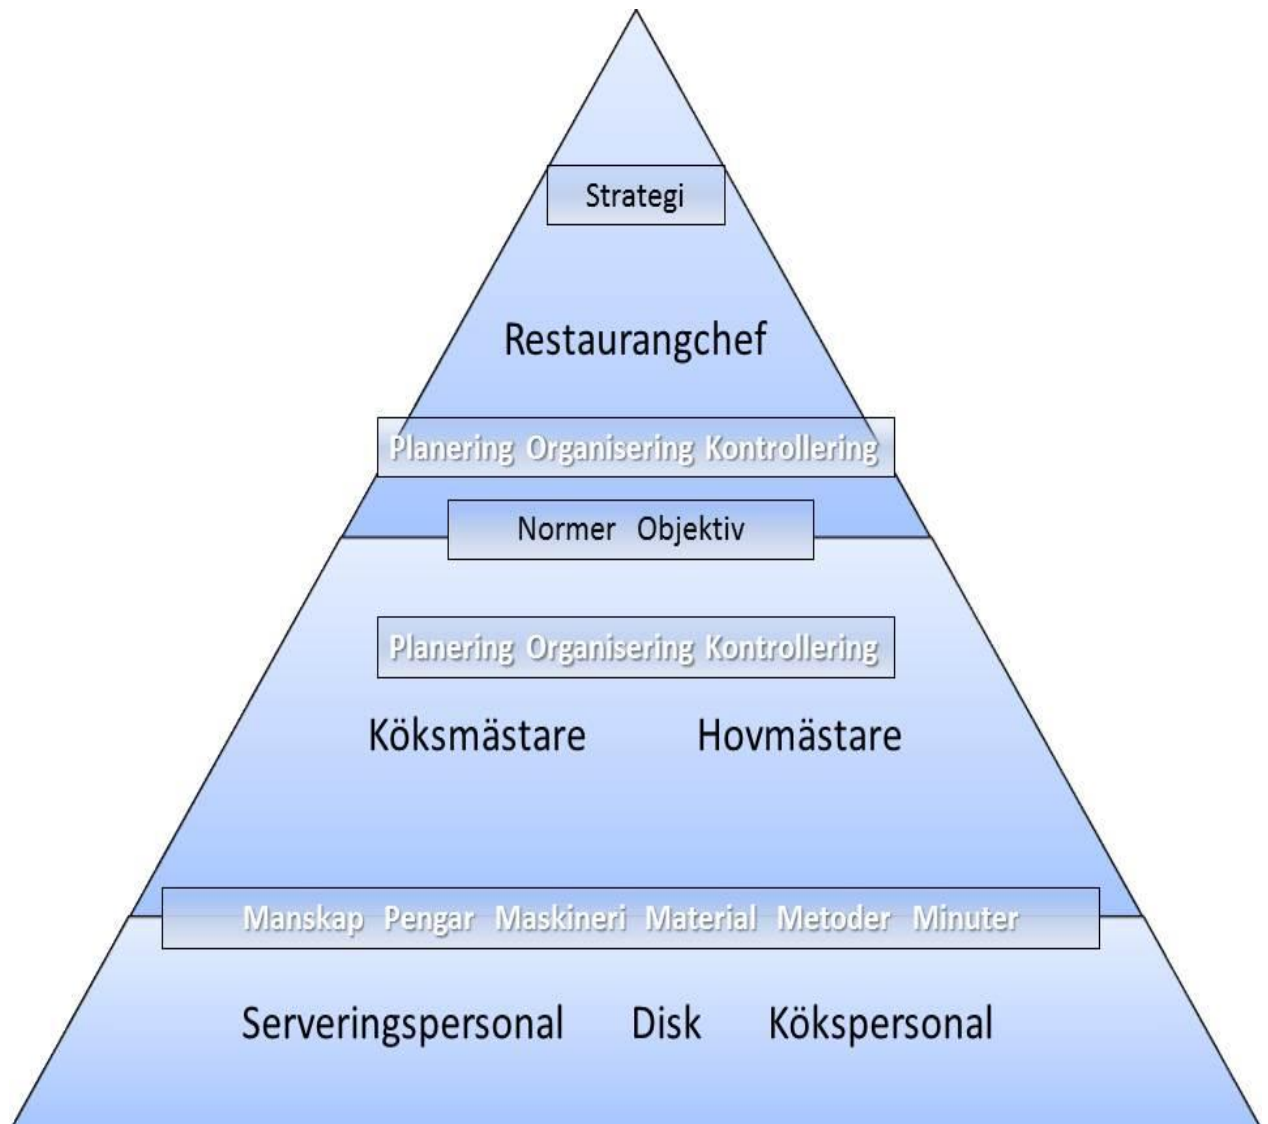 Strategi
Restaurangchef
Planering Organisering Kontrollering
Normer Objektiv
Planering Organisering Kontrollering
Köksmästare Hovmästare
Manskap Pengar Maskineri Material Metoder Minuter
Serveringspersonal Disk Kökspersonal